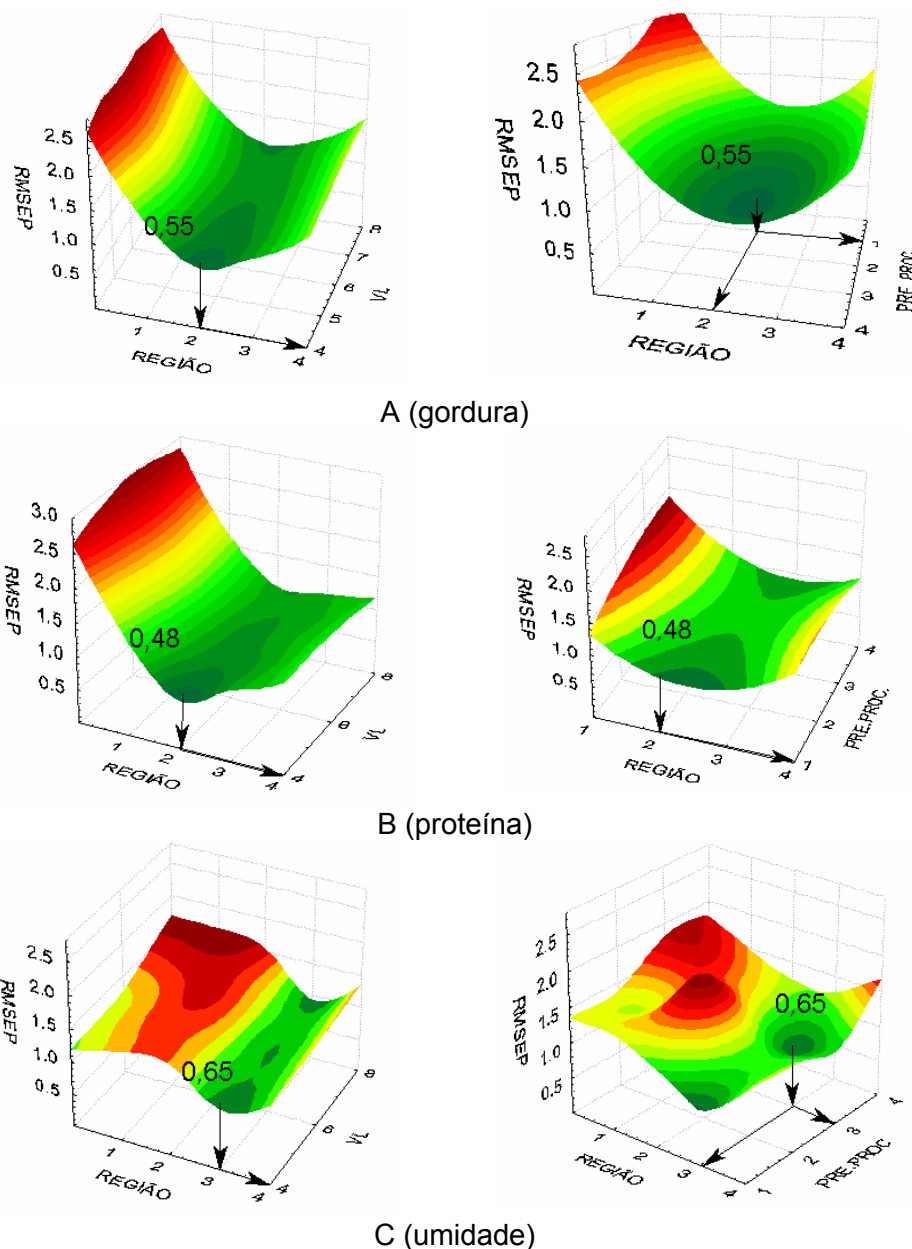 2.5
2.0
1.5
1.0
0.5
RMSEP
0,55
1 2 3 4
REGIÃO
4 5 6 7 8
VL
2.5
2.0
1.5
1.0
0.5
RMSEP
0,55
1 2 3 4
REGIÃO
1 2 3 4
PRE.PROC.
A (gordura)
3.0
2.5
2.0
1.5
1.0
0.5
RMSEP
0,48
1 2 3 4
REGIÃO
4 6 8
VL
2.5
2.0
1.5
1.0
0.5
RMSEP
0,48
1 2 3 4
REGIÃO
1 2 3 4
PRE.PROC.
B (proteína)
2.5
2.0
1.5
1.0
0.5
RMSEP
0,65
1 2 3 4
REGIÃO
4 6 8
VL
2.5
2.0
1.5
1.0
0.5
RMSEP
0,65
1 2 3 4
REGIÃO
1 2 3 4
PRE.PROC
C (umidade)